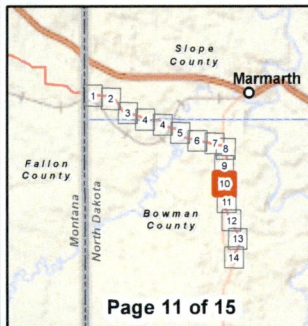 Slope
County
Marmarth
1
2
3
4
4
5
6
7
8
9
10
11
12
13
14
Fallon
County
Montana
North Dakota
Bowman
County
Page 11 of 15